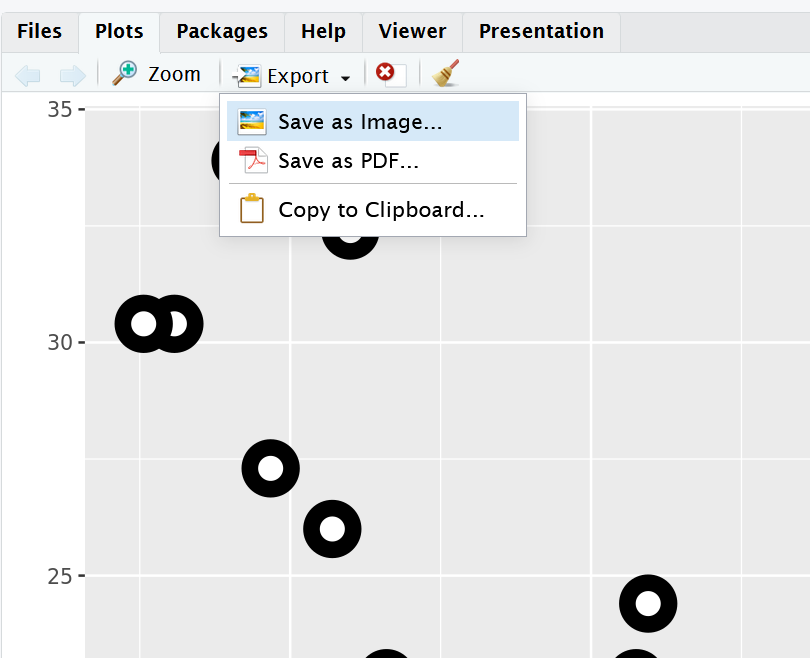 Files Plots Packages Help Viewer Presentation
Zoom Export
Save as Image...
Save as PDF...
Copy to Clipboard...
35
30
25